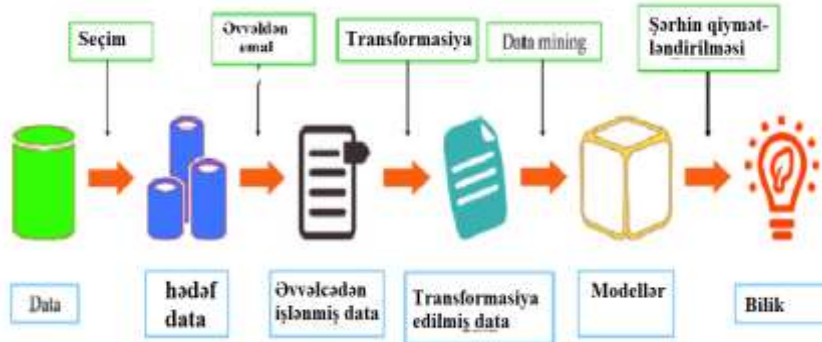 Seçim
Əvvəldən
emal
Transformasiya
Data mining
Şərhin qiymət-
ləndirilməsi
Data
hədəf
data
Əvvəlcədən
işlənmiş data
Transformasiya
edilmiş data
Modellər
Bilik